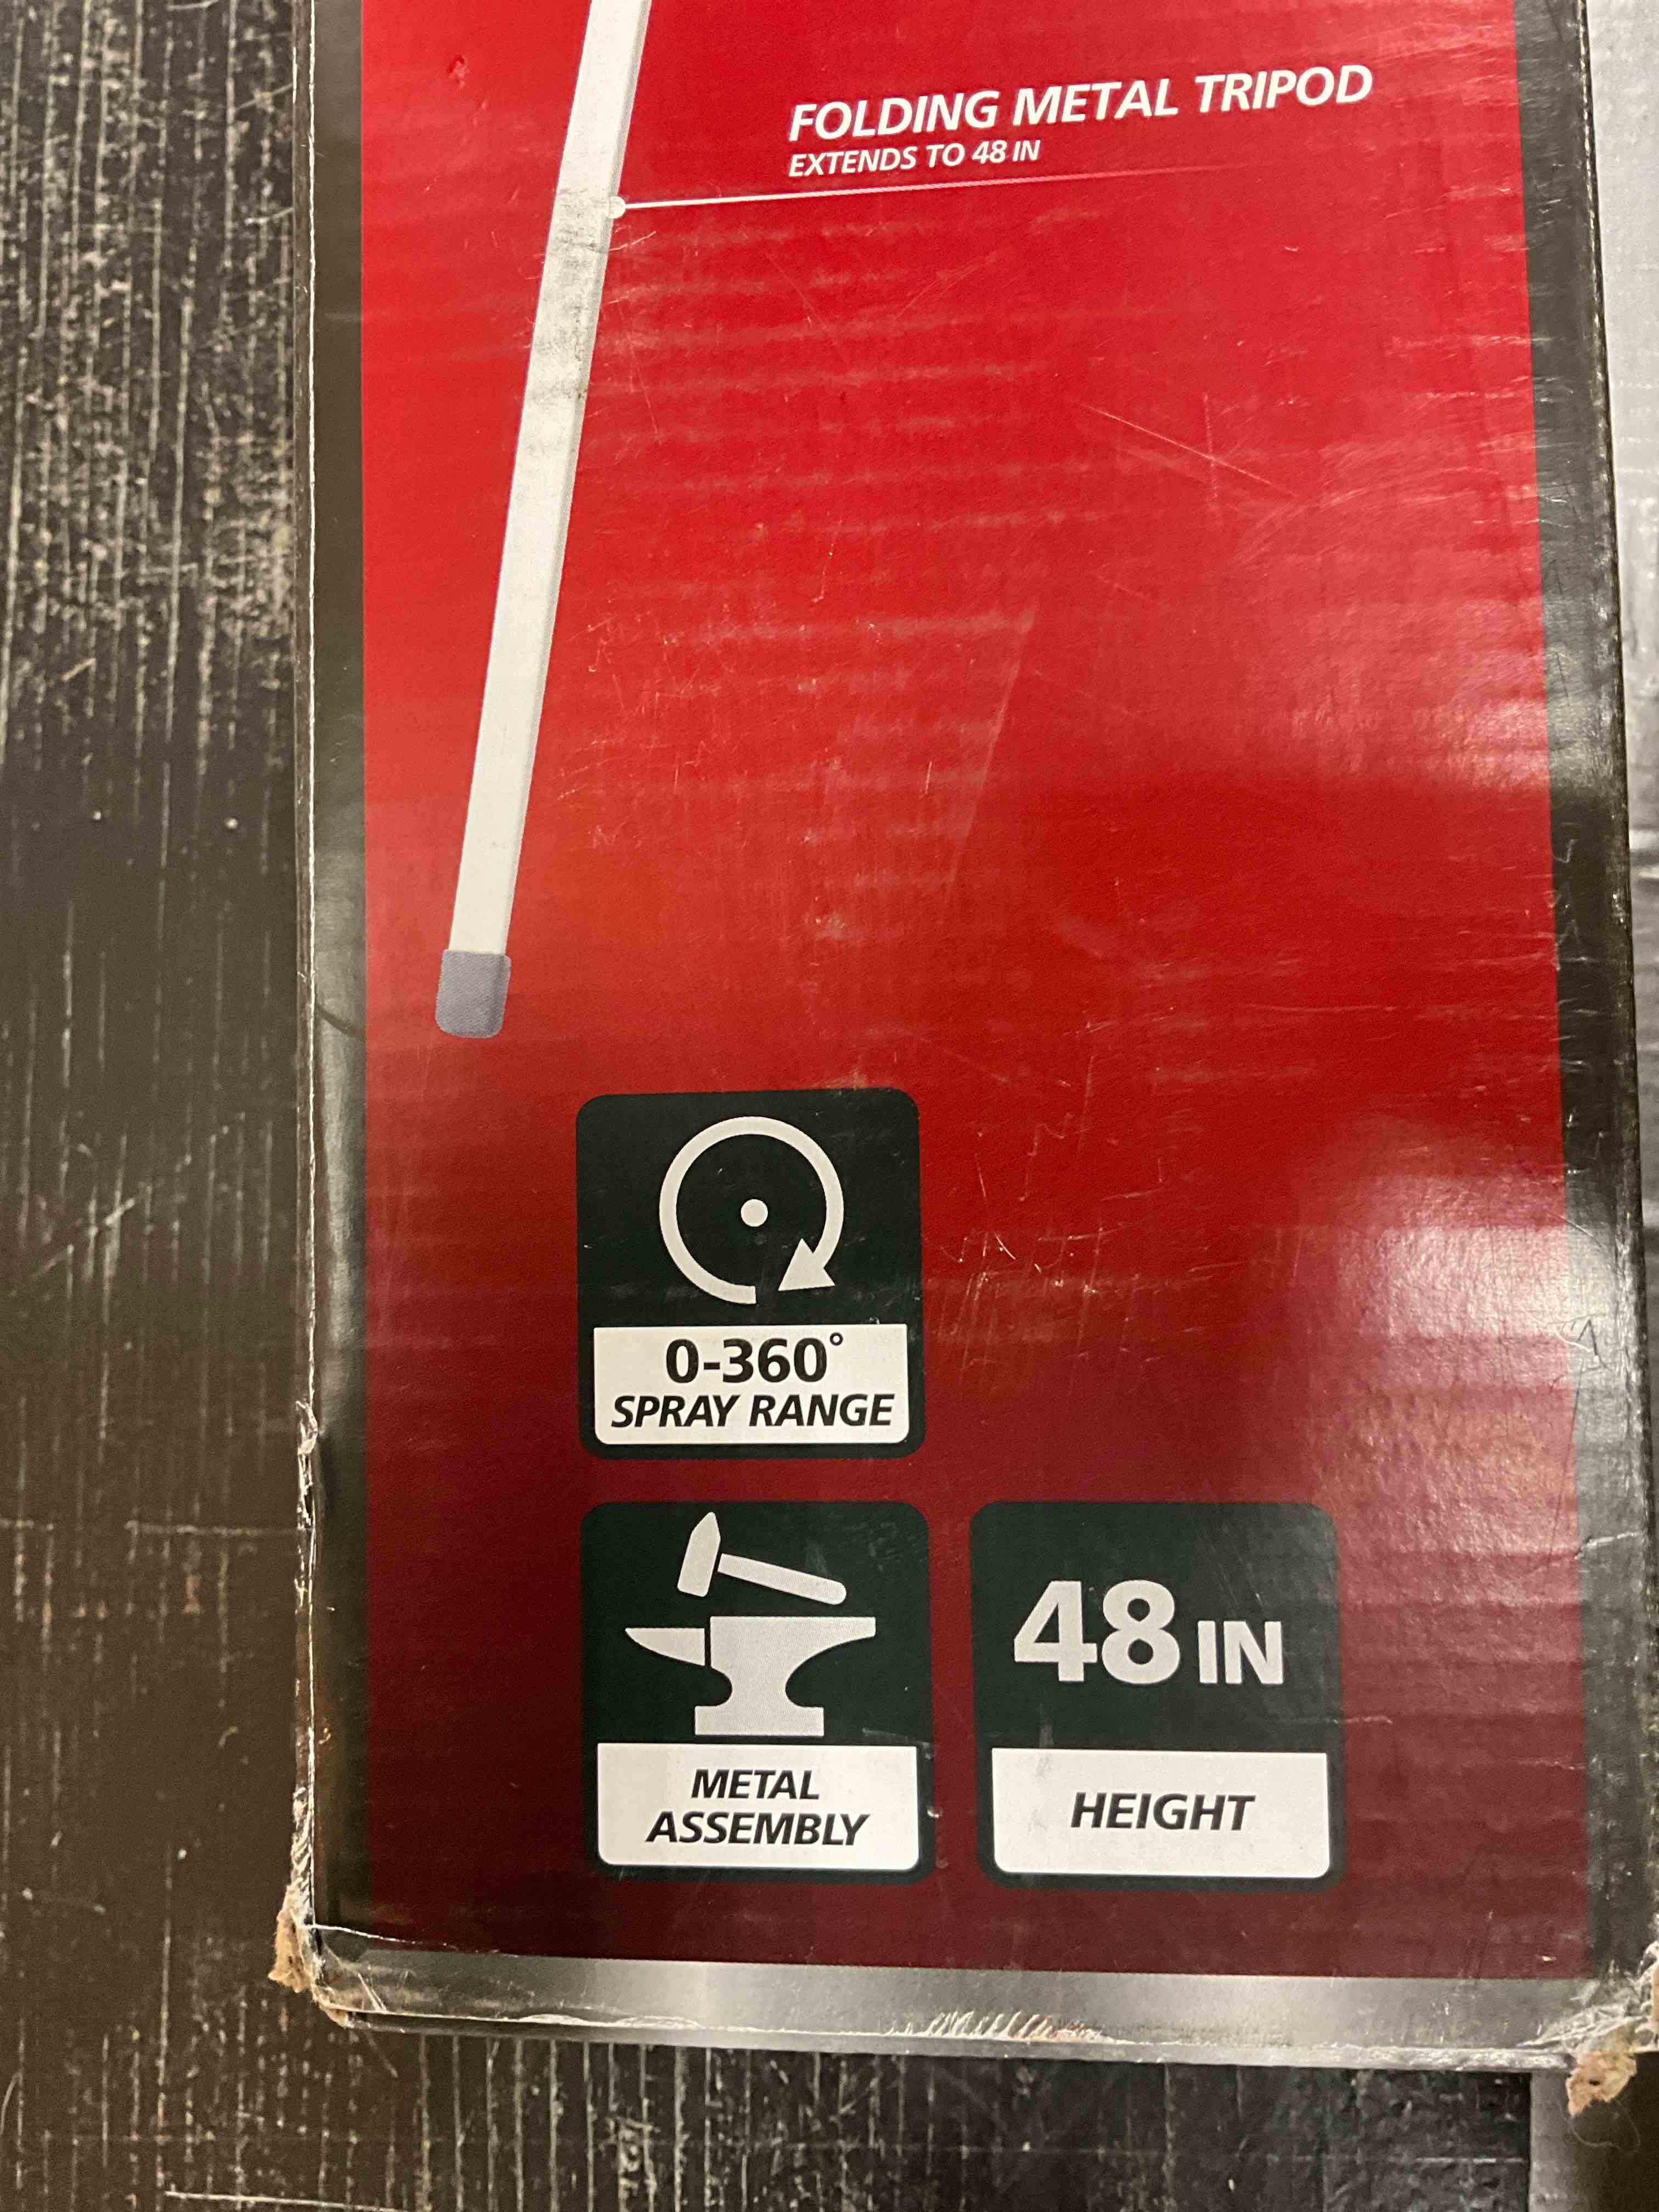 FOLDING METAL TRIPOD
EXTENDS TO 48 IN
0-360°
SPRAY RANGE
METAL
ASSEMBLY
48 IN
HEIGHT